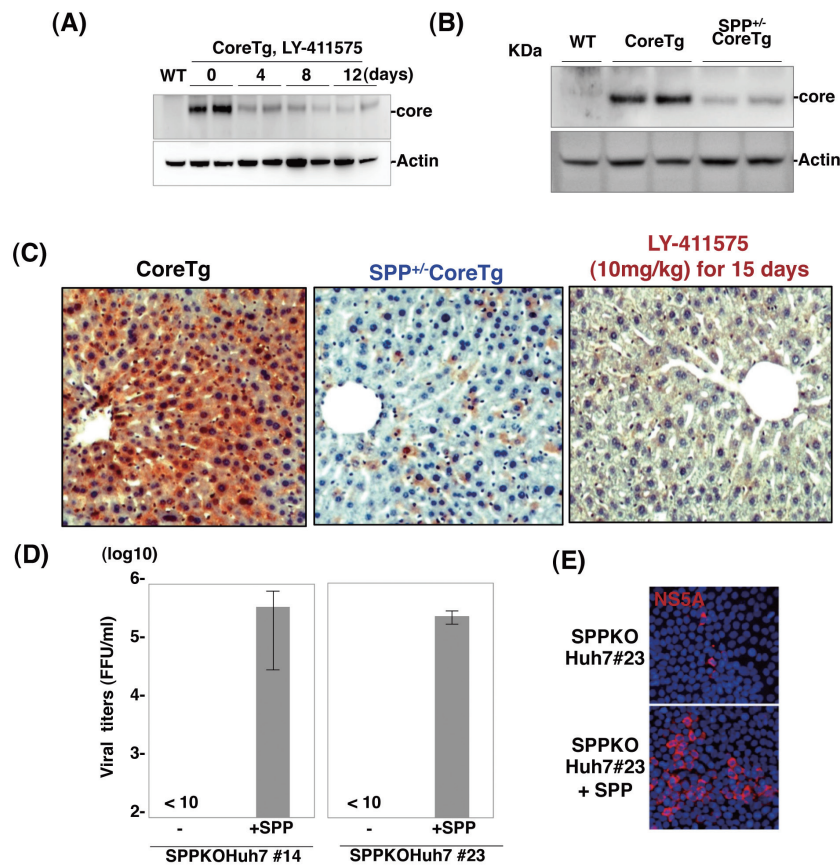 (A)
CoreTg, LY-411575
WT 0 4 8 12(days)
-core
-Actin
(B)
KDa WT CoreTg SPP+/-
CoreTg
-core
-Actin
(C)
CoreTg
SPP+/-CoreTg
LY-411575
(10mg/kg) for 15 days
(D)
(log10)
Viral titers (FFU/ml)
6-
5-
4-
3-
2-
< 10
< 10
- +SPP - +SPP
SPPKOHuh7 #14 SPPKOHuh7 #23
(E)
NS5A
SPPKO
Huh7#23
SPPKO
Huh7#23
+ SPP